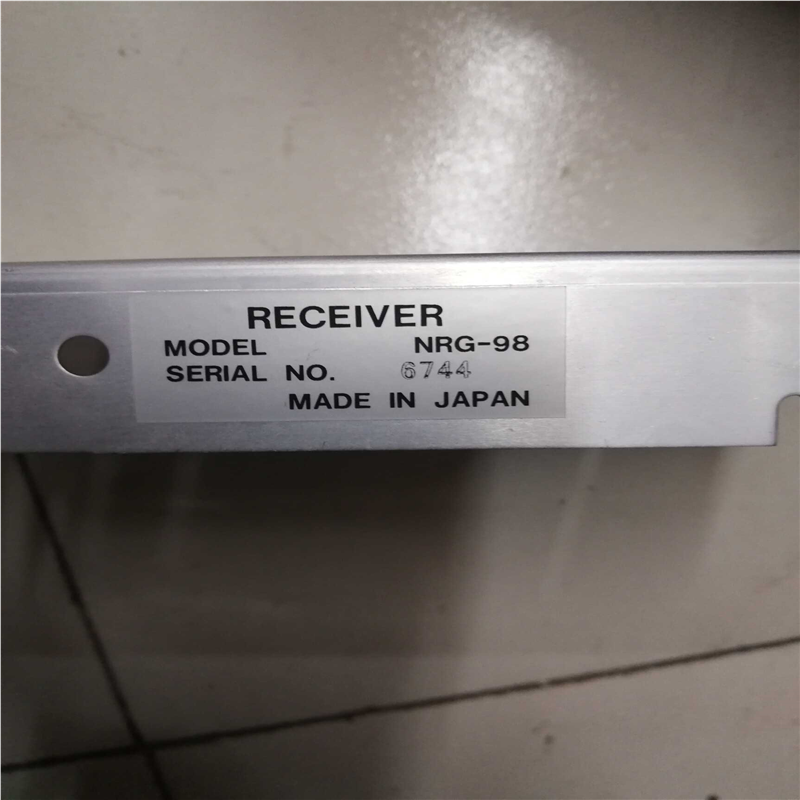 RECEIVER
MODEL NRG-98
SERIAL NO. 6744
MADE IN JAPAN